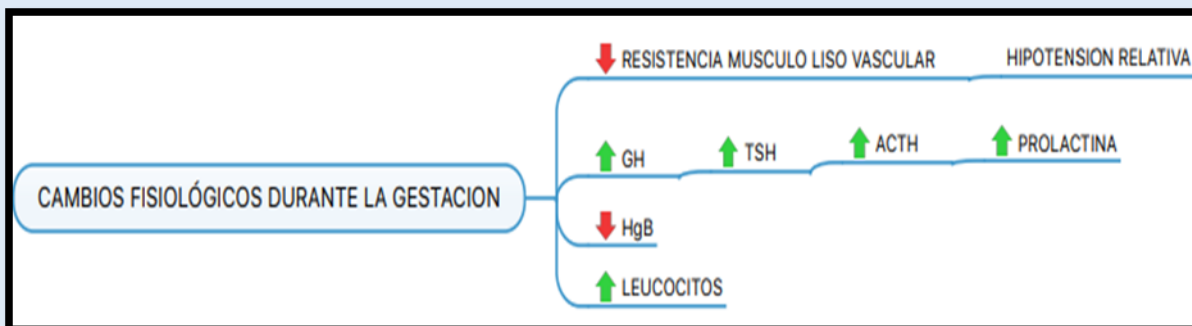 RESISTENCIA MUSCULO LISO VASCULAR
HIPOTENSION RELATIVA
GH
TSH
ACTH
PROLACTINA
CAMBIOS FISIOLÓGICOS DURANTE LA GESTACION
HgB
LEUCOCITOS